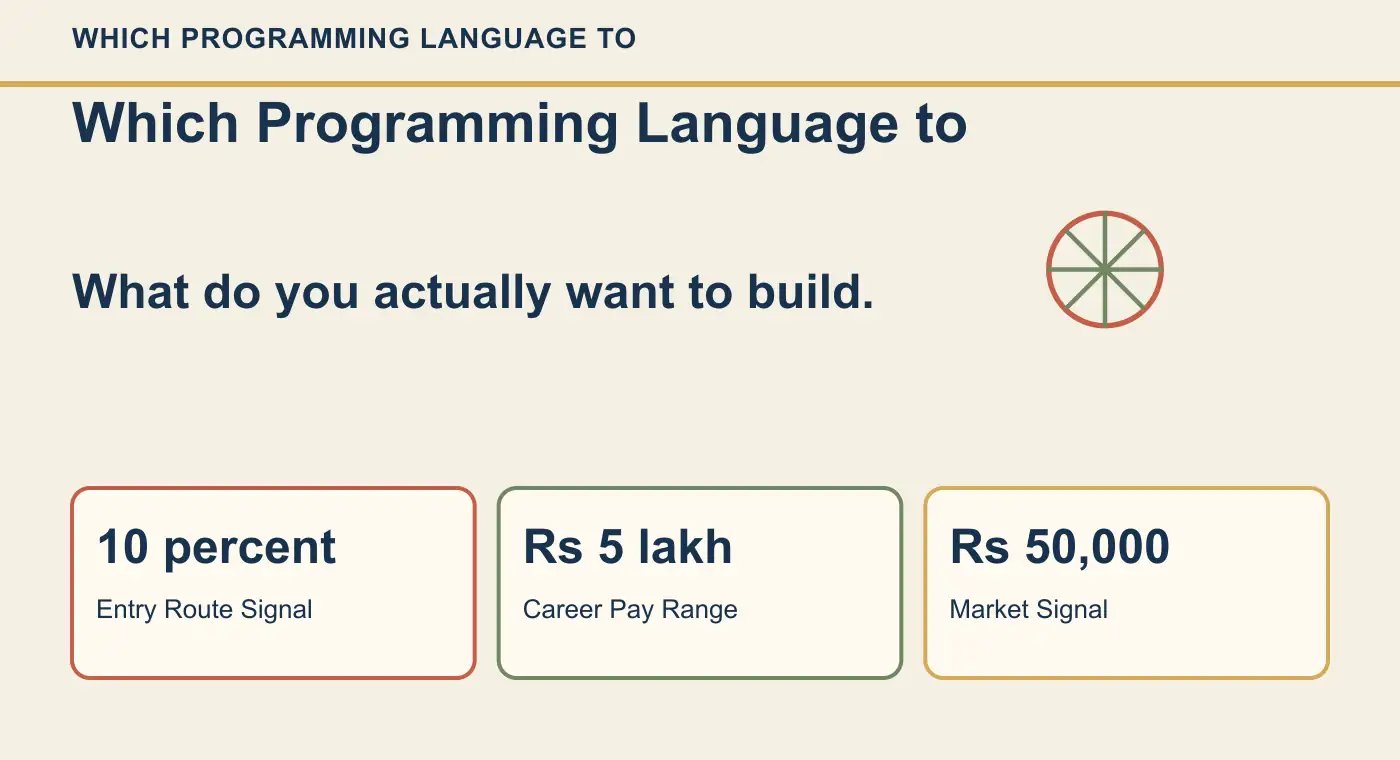 WHICH PROGRAMMING LANGUAGE TO
Which Programming Language to
What do you actually want to build.
10 percent
Entry Route Signal
Rs 5 lakh
Career Pay Range
Rs 50,000
Market Signal